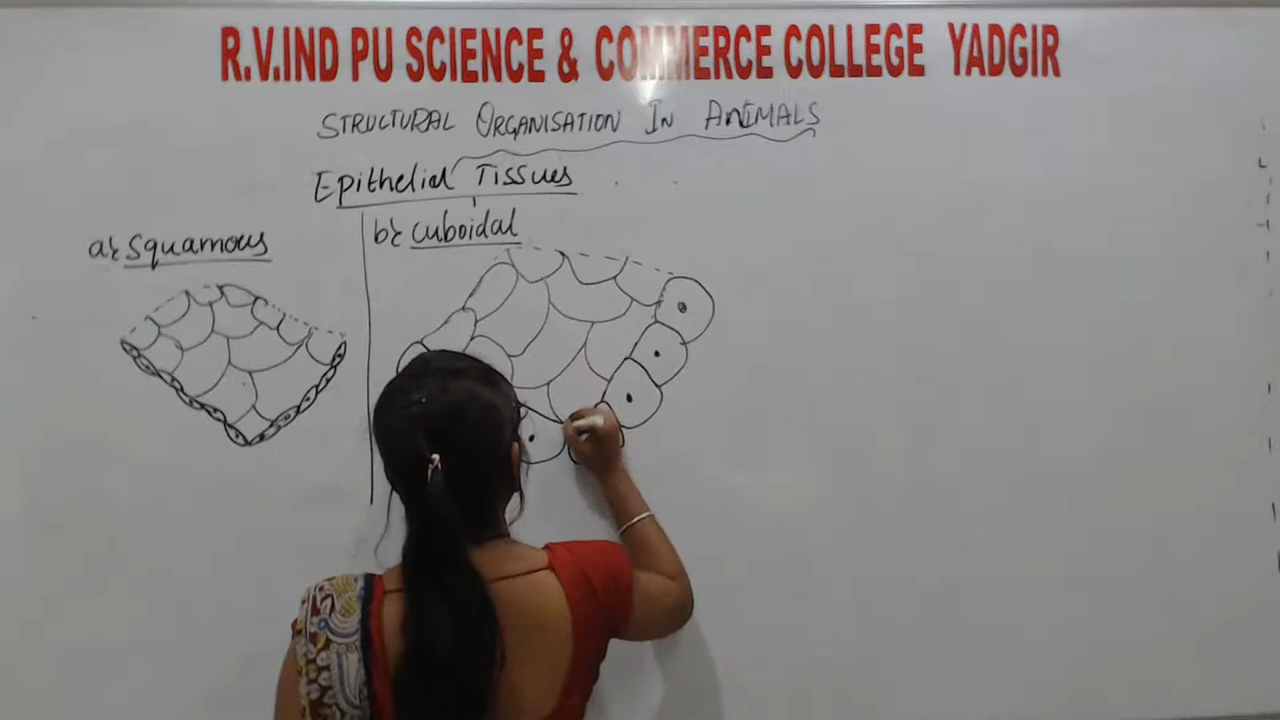 R.V.IND PU SCIENCE & COMMERCE COLLEGE YADGIR
STRUCTURAL ORGANISATION IN ANIMALS
Epithelial Tissues
a} Squamous
b} Cuboidal